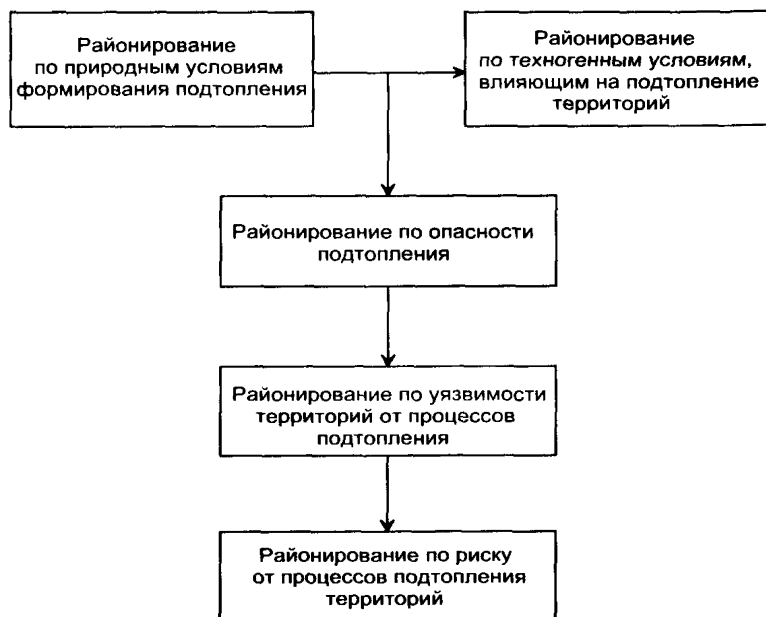 Районирование
по природным условиям
формирования подтопления
Районирование
по техногенным условиям,
влияющим на подтопление
территорий
Районирование по опасности
подтопления
Районирование по уязвимости
территорий от процессов
подтопления
Районирование по риску
от процессов подтопления
территорий